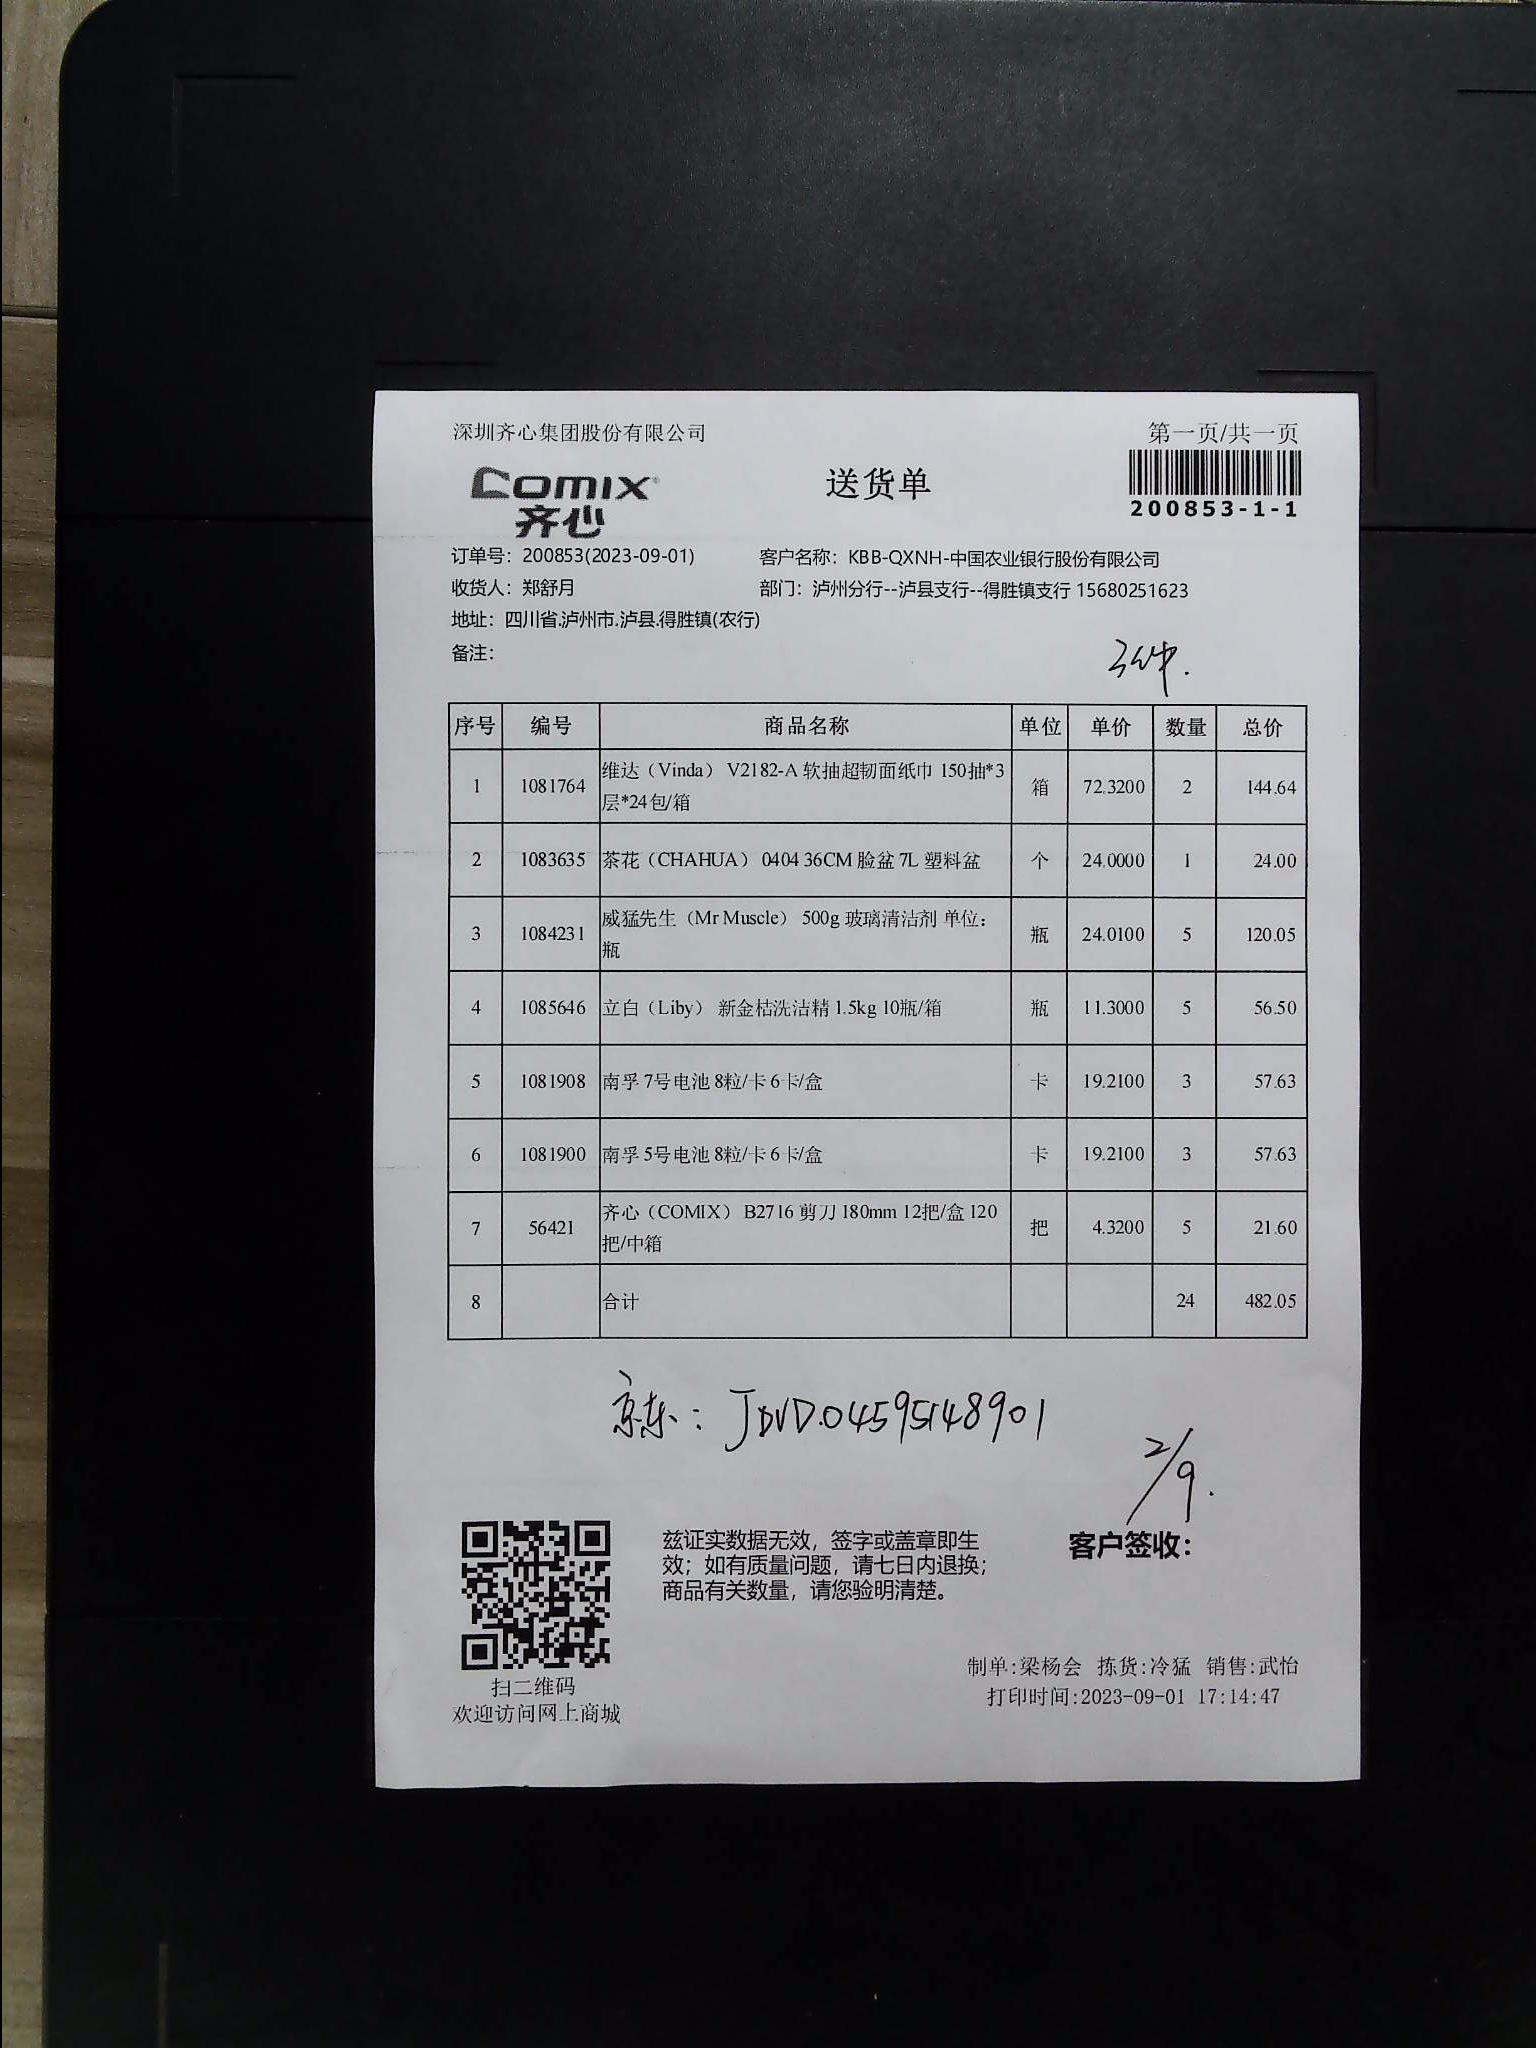 深圳齐心集团股份有限公司
第一页/共一页
COMIX
齐心
送货单
200853-1-1
订单号：200853(2023-09-01) 客户名称：KBB-QXNH-中国农业银行股份有限公司
收货人：郑舒月 部门：泸州分行--泸县支行--得胜镇支行 15680251623
地址：四川省.泸州市.泸县.得胜镇(农行)
备注：
3件.
序号 编号 商品名称 单位 单价 数量 总价
1 1081764 维达（Vinda） V2182-A 软抽超韧面纸巾 150抽*3 箱 72.3200 2 144.64
层*24包/箱
2 1083635 茶花（CHAHUA） 0404 36CM 脸盆 7L 塑料盆 个 24.0000 1 24.00
3 1084231 威猛先生（Mr Muscle） 500g 玻璃清洁剂 单位： 瓶 24.0100 5 120.05
瓶
4 1085646 立白（Liby） 新金桔洗洁精 1.5kg 10瓶/箱 瓶 11.3000 5 56.50
5 1081908 南孚 7号电池 8粒/卡 6卡/盒 卡 19.2100 3 57.63
6 1081900 南孚 5号电池 8粒/卡 6卡/盒 卡 19.2100 3 57.63
7 56421 齐心（COMIX） B2716 剪刀 180mm 12把/盒 120 把 4.3200 5 21.60
把/中箱
8 合计 24 482.05
京东：JDVD04595148901
2/9.
兹证实数据无效，签字或盖章即生
效；如有质量问题，请七日内退换；
商品有关数量，请您验明清楚。
客户签收：
扫二维码
欢迎访问网上商城
制单:梁杨会 拣货:冷猛 销售:武怡
打印时间:2023-09-01 17:14:47